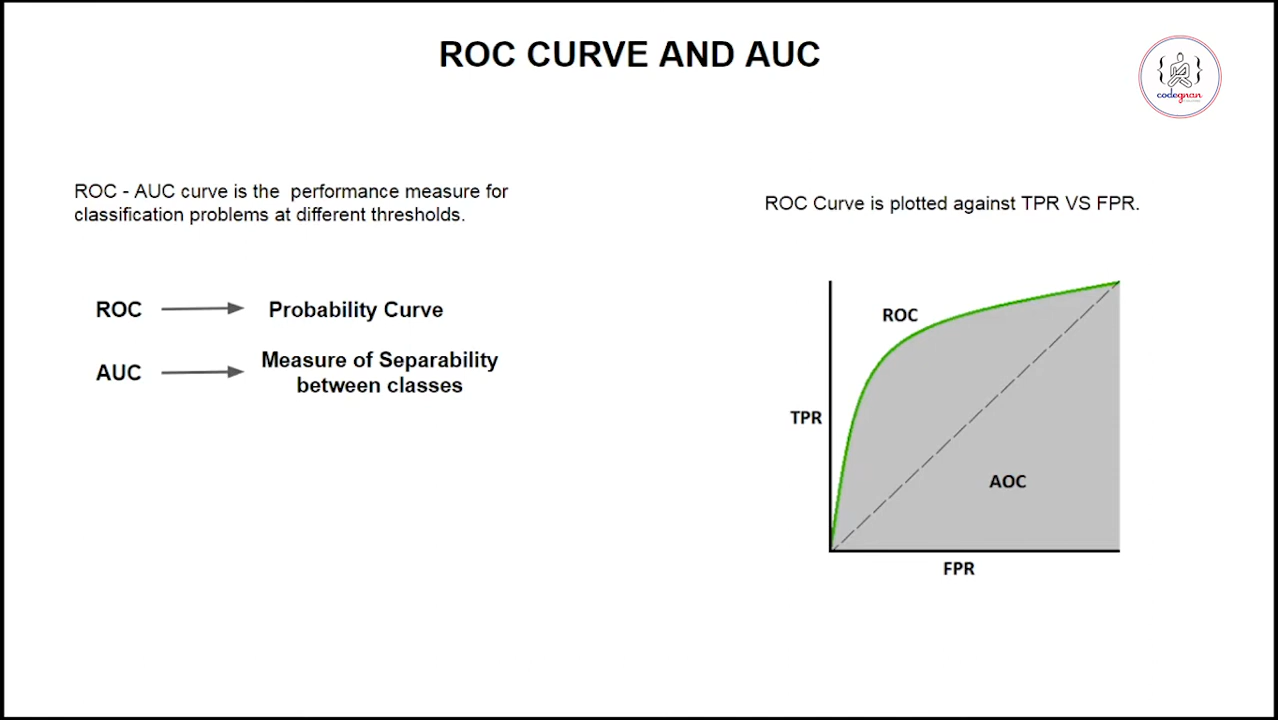 ROC CURVE AND AUC
codegnan
ROC - AUC curve is the performance measure for
classification problems at different thresholds.
ROC Curve is plotted against TPR VS FPR.
ROC
Probability Curve
AUC
Measure of Separability
between classes
ROC
TPR
AOC
FPR